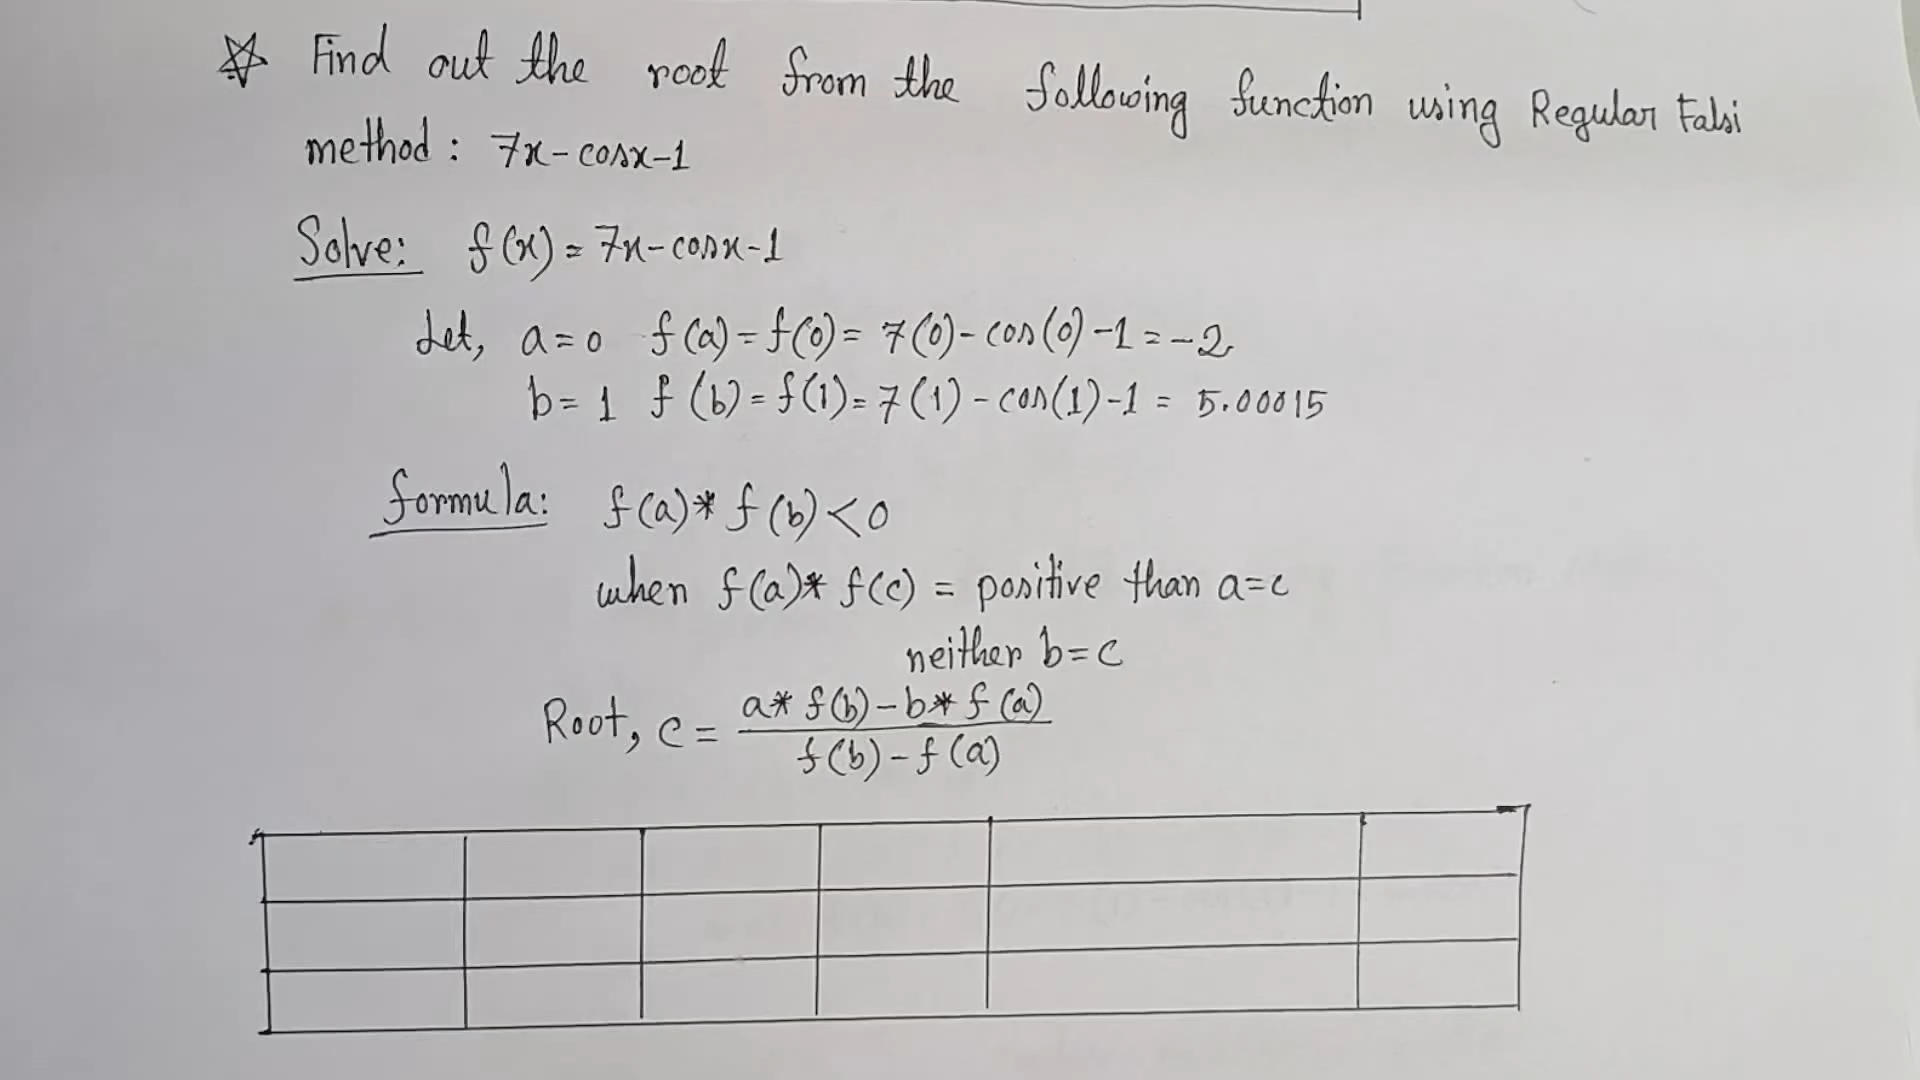 ☆ Find out the root from the following function using Regular Falsi
method: 7x-cosx-1
Solve: f(x)=7x-cosx-1
Let, a=0 f(a)=f(0)= 7(0)-cos(0)-1=-2
b=1 f(b)=f(1)=7(1)-cos(1)-1= 5.00015
formula: f(a)*f(b)<0
when f(a)*f(c) = positive than a=c
neither b=c
Root, c= a*f(b)-b*f(a)
f(b)-f(a)